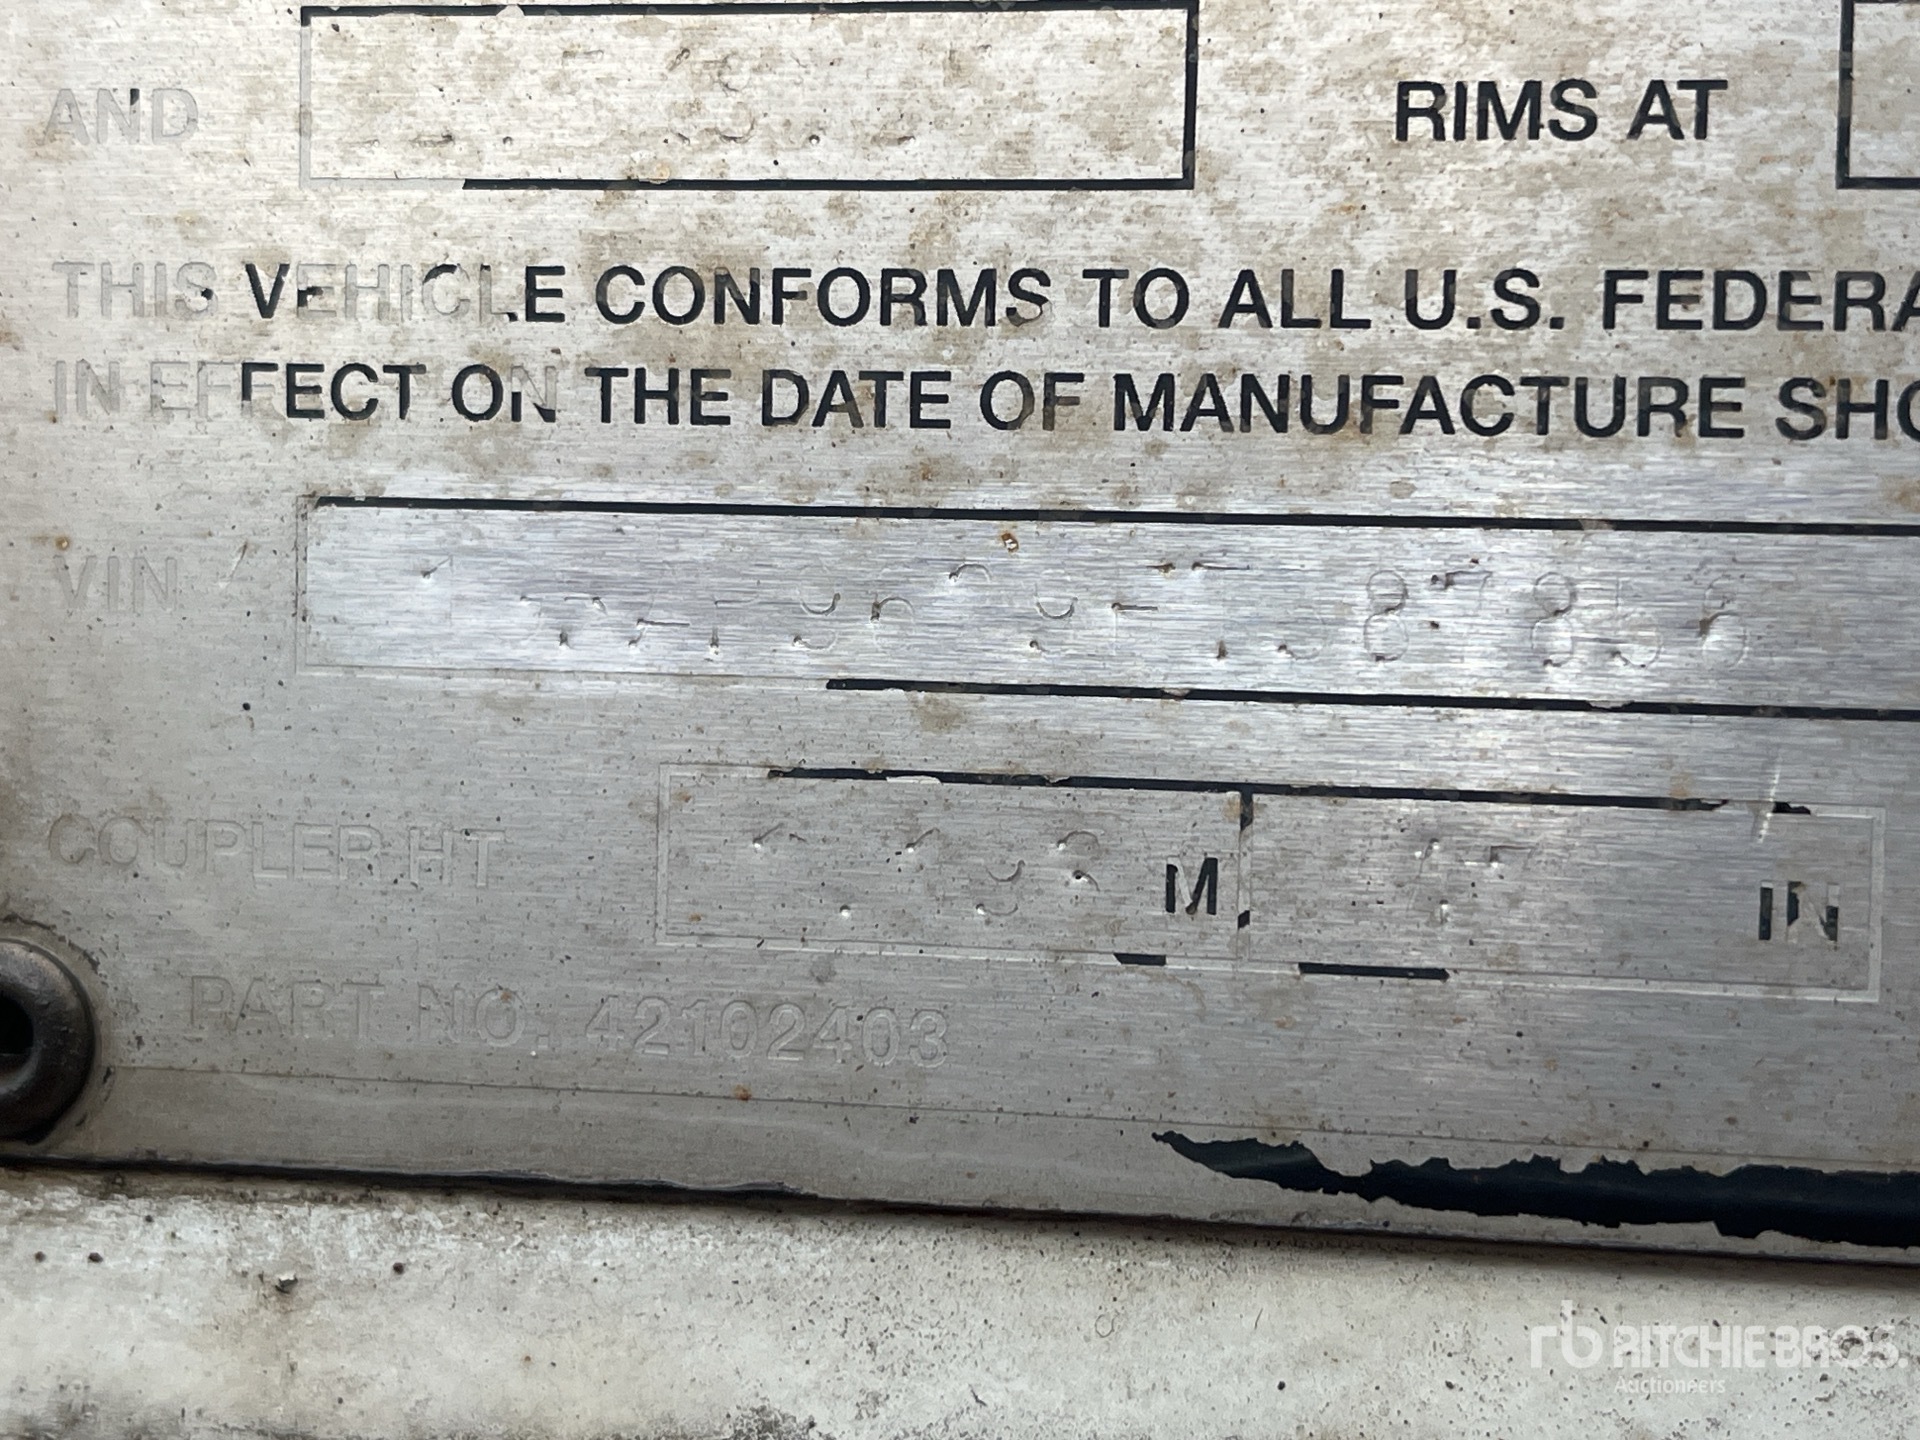 AND RIMS AT
THIS VEHICLE CONFORMS TO ALL U.S. FEDERA
IN EFFECT ON THE DATE OF MANUFACTURE SHO
VIN
COUPLER HT M IN
PART NO. 42102403
rb RITCHIE BROS.
Auctioneers